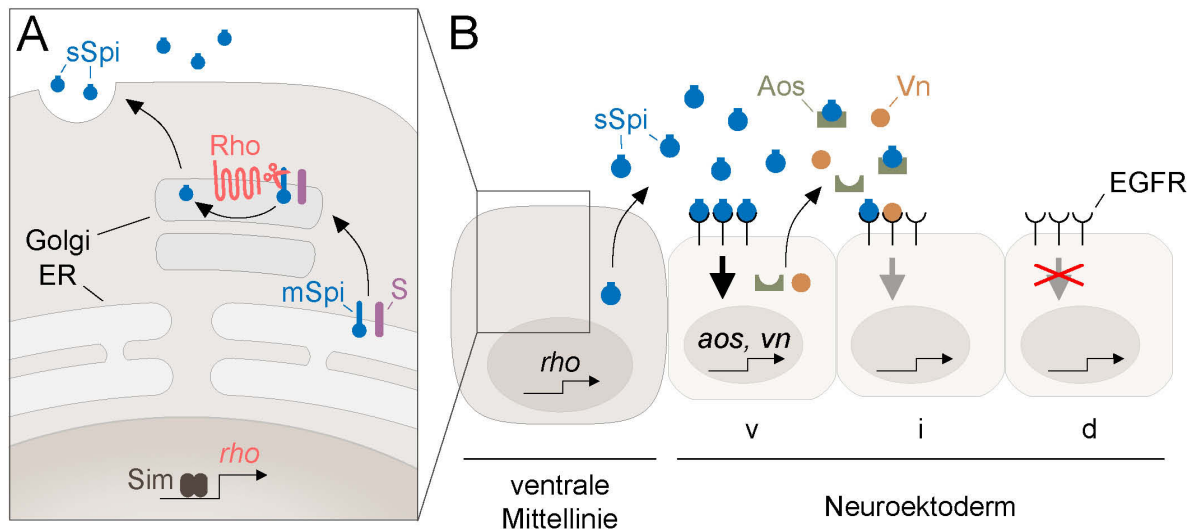 A
sSpi
Rho
Golgi
ER
mSpi
S
Sim
rho
B
sSpi
Aos
Vn
EGFR
rho
aos, vn
v
i
d
ventrale
Mittellinie
Neuroektoderm